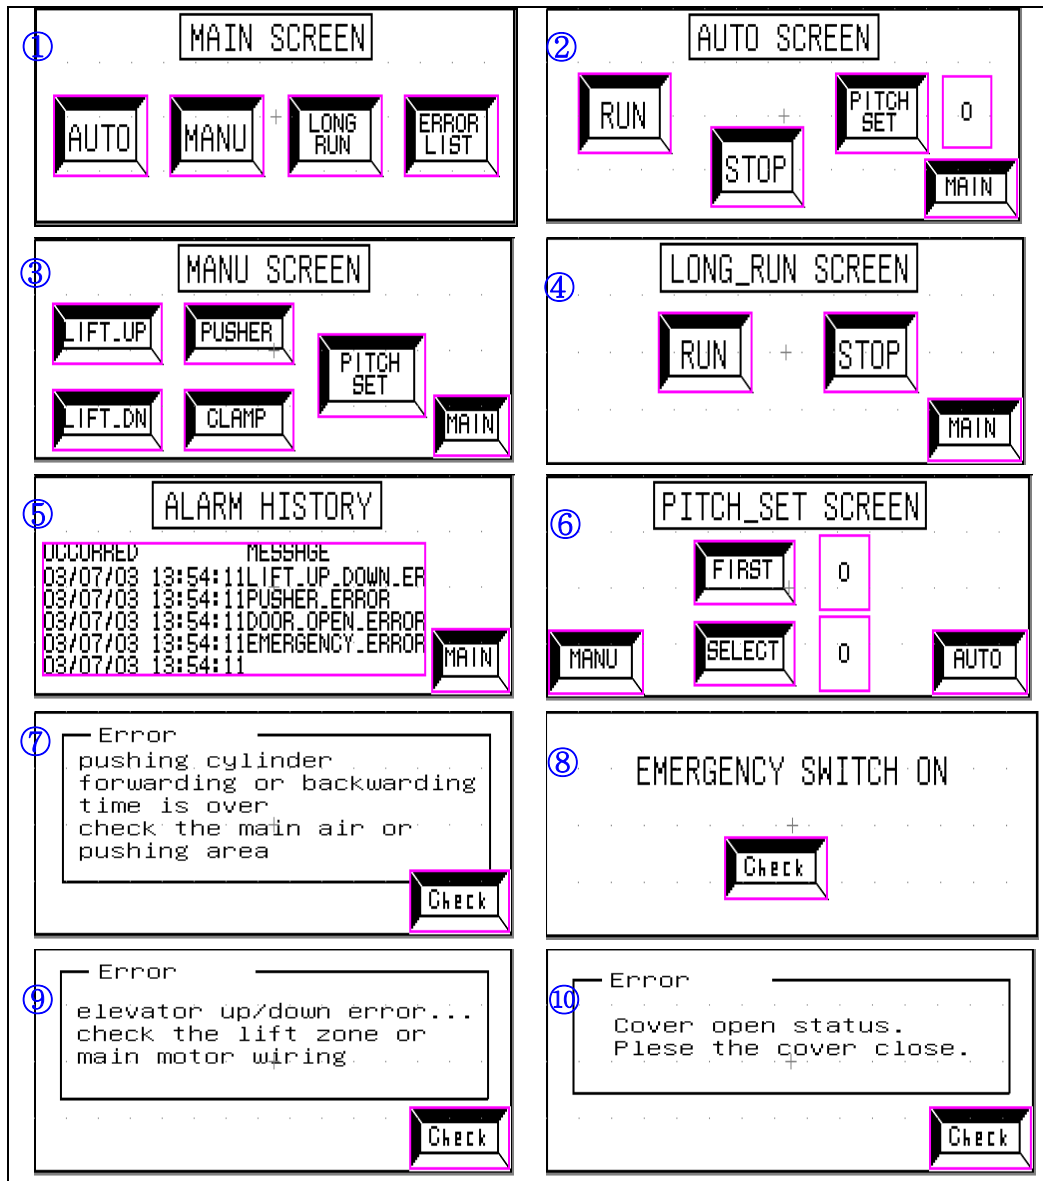 ① MAIN SCREEN
AUTO
MANU
LONG
RUN
ERROR
LIST
② AUTO SCREEN
RUN
STOP
PITCH
SET
0
MAIN
③ MANU SCREEN
LIFT_UP
PUSHER
PITCH
SET
LIFT_DN
CLAMP
MAIN
④ LONG_RUN SCREEN
RUN
STOP
MAIN
⑤ ALARM HISTORY
OCCURRED MESSAGE
03/07/03 13:54:11LIFT_UP_DOWN_ER
03/07/03 13:54:11PUSHER_ERROR
03/07/03 13:54:11DOOR_OPEN_ERROR
03/07/03 13:54:11EMERGENCY_ERROR
03/07/03 13:54:11
MAIN
⑥ PITCH_SET SCREEN
FIRST
0
SELECT
0
MANU
AUTO
⑦ Error
pushing cylinder
forwarding or backwarding
time is over
check the main air or
pushing area
Check
⑧ EMERGENCY SWITCH ON
Check
⑨ Error
elevator up/down error...
check the lift zone or
main motor wiring
Check
⑩ Error
Cover open status.
Plese the cover close.
Check